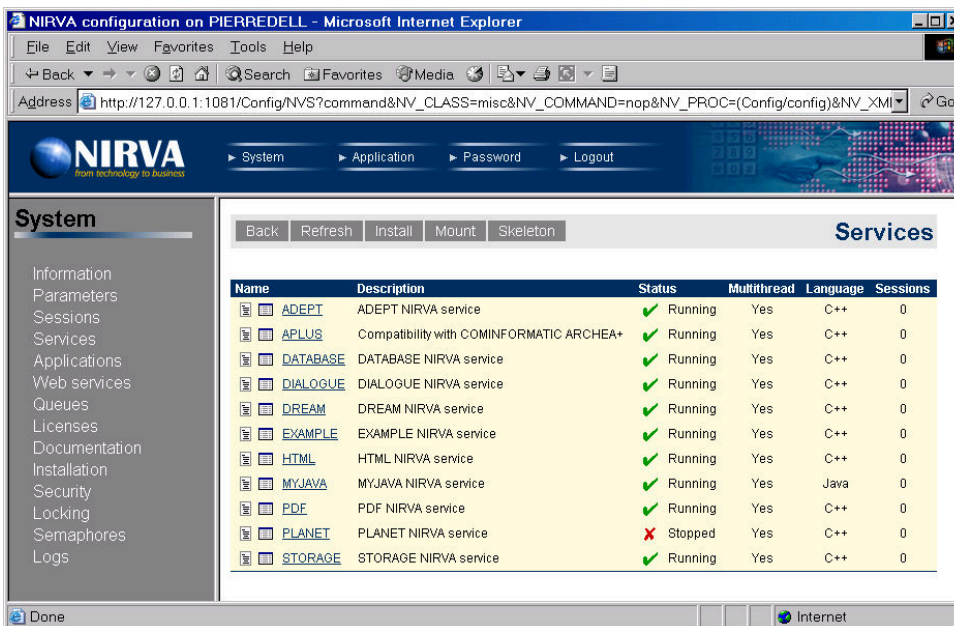 NIRVA configuration on PIERREDELL - Microsoft Internet Explorer
File Edit View Favorites Tools Help
Back Search Favorites Media
Address http://127.0.0.1:1081/Config/NVS?command&NV_CLASS=misc&NV_COMMAND=nop&NV_PROC=(Config/config)&NV_XMI Go
NIRVA
from technology to business
System Application Password Logout
System
Information
Parameters
Sessions
Services
Applications
Web services
Queues
Licenses
Documentation
Installation
Security
Locking
Semaphores
Logs
Back Refresh Install Mount Skeleton Services
Name Description Status Multithread Language Sessions
ADEPT ADEPT NIRVA service Running Yes C++ 0
APLUS Compatibility with COMINFORMATIC ARCHEA+ Running Yes C++ 0
DATABASE DATABASE NIRVA service Running Yes C++ 0
DIALOGUE DIALOGUE NIRVA service Running Yes C++ 0
DREAM DREAM NIRVA service Running Yes C++ 0
EXAMPLE EXAMPLE NIRVA service Running Yes C++ 0
HTML HTML NIRVA service Running Yes C++ 0
MYJAVA MYJAVA NIRVA service Running Yes Java 0
PDF PDF NIRVA service Running Yes C++ 0
PLANET PLANET NIRVA service Stopped Yes C++ 0
STORAGE STORAGE NIRVA service Running Yes C++ 0
Done Internet